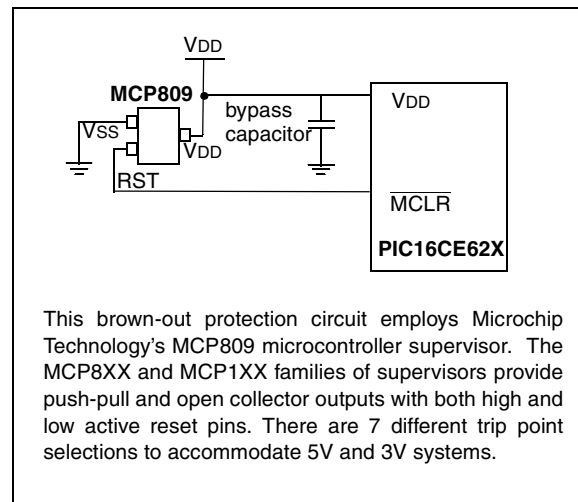 VDD
MCP809
VSS
VDD
RST
bypass
capacitor
VDD
MCLR
PIC16CE62X
This brown-out protection circuit employs Microchip
Technology's MCP809 microcontroller supervisor. The
MCP8XX and MCP1XX families of supervisors provide
push-pull and open collector outputs with both high and
low active reset pins. There are 7 different trip point
selections to accommodate 5V and 3V systems.